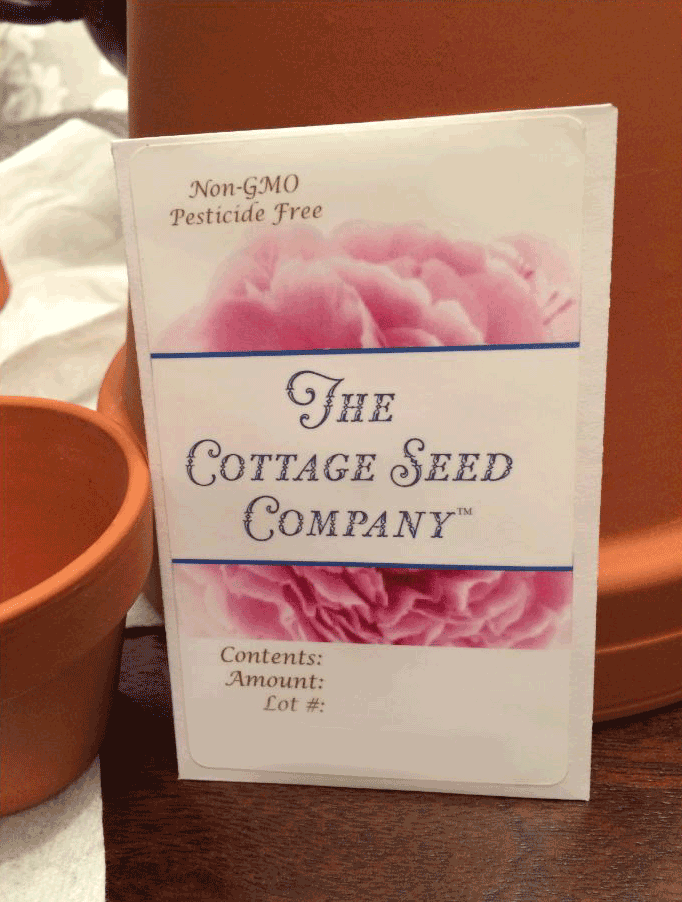 Non-GMO
Pesticide Free
The
Cottage Seed
Company™
Contents:
Amount:
Lot #: